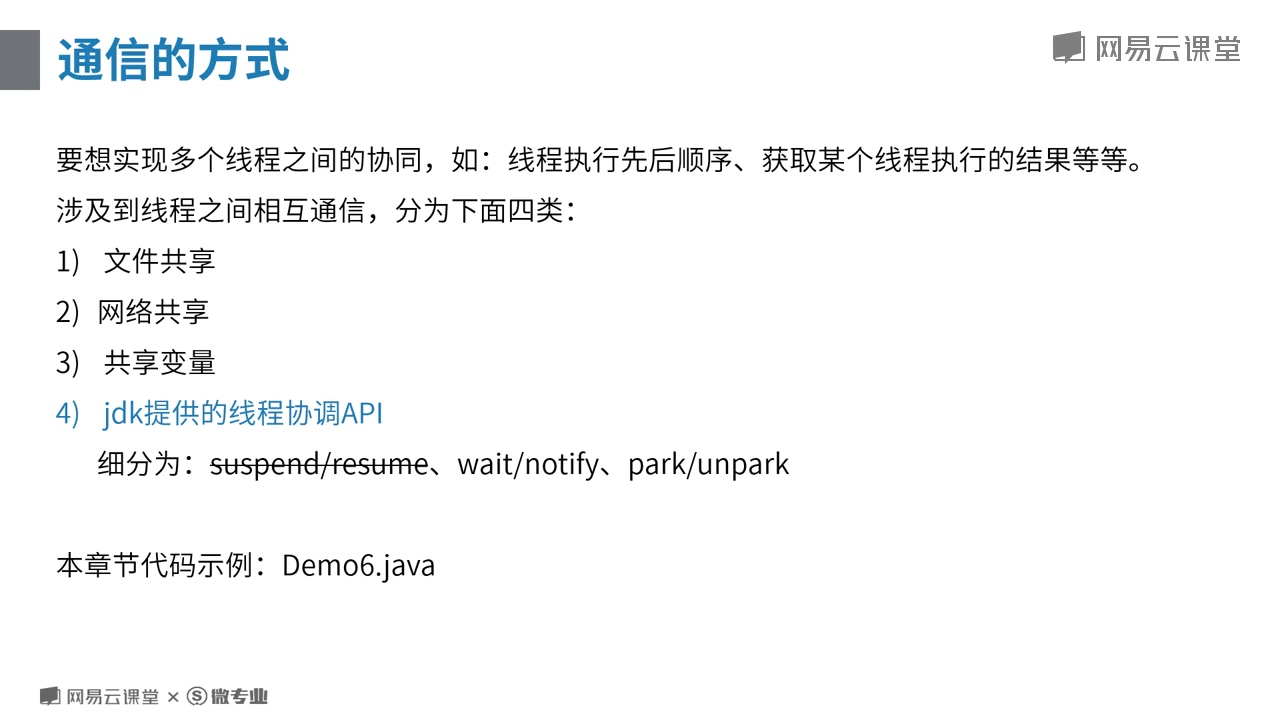 通信的方式
网易云课堂
要想实现多个线程之间的协同，如：线程执行先后顺序、获取某个线程执行的结果等等。
涉及到线程之间相互通信，分为下面四类：
1) 文件共享
2) 网络共享
3) 共享变量
4) jdk提供的线程协调API
细分为：suspend/resume、wait/notify、park/unpark
本章节代码示例：Demo6.java
网易云课堂 × S 微专业